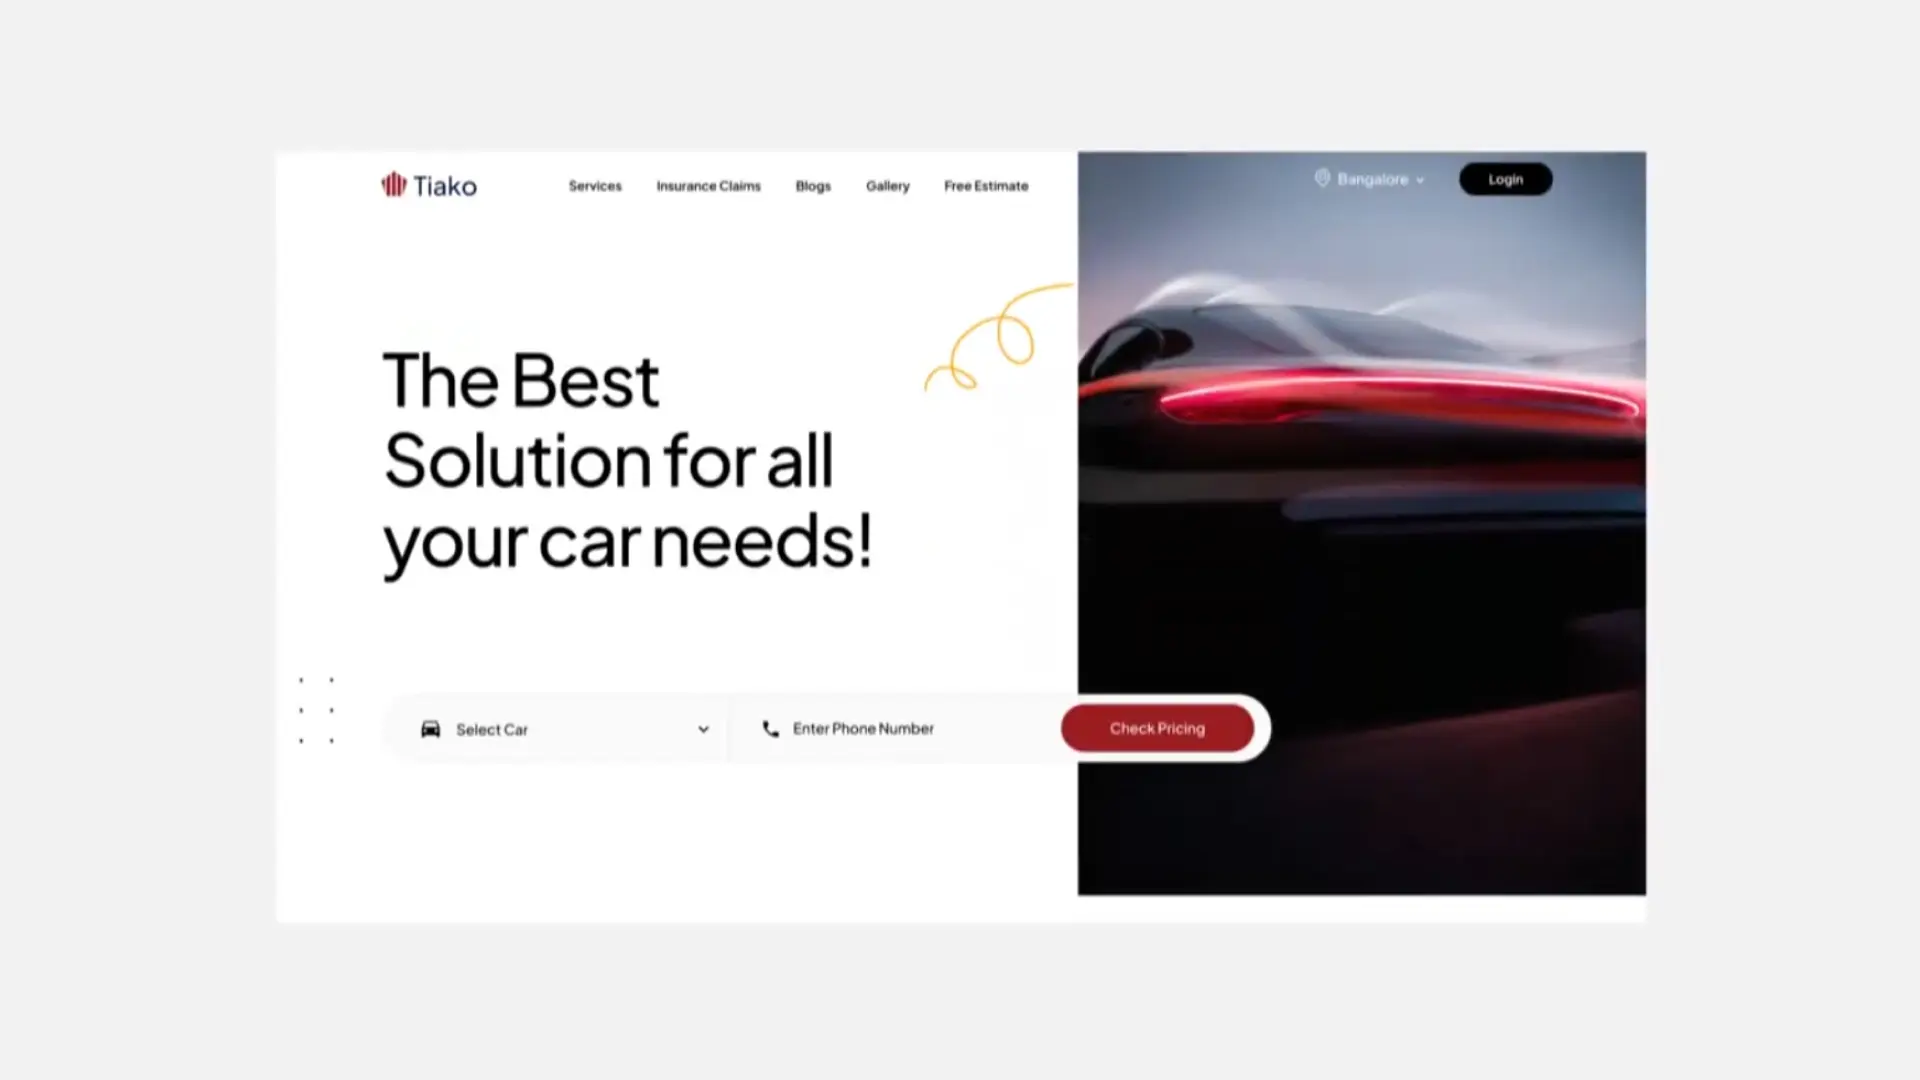 Tiako
Services
Insurance Claims
Blogs
Gallery
Free Estimate
Bangalore
Login
The Best
Solution for all
your car needs!
Select Car
Enter Phone Number
Check Pricing